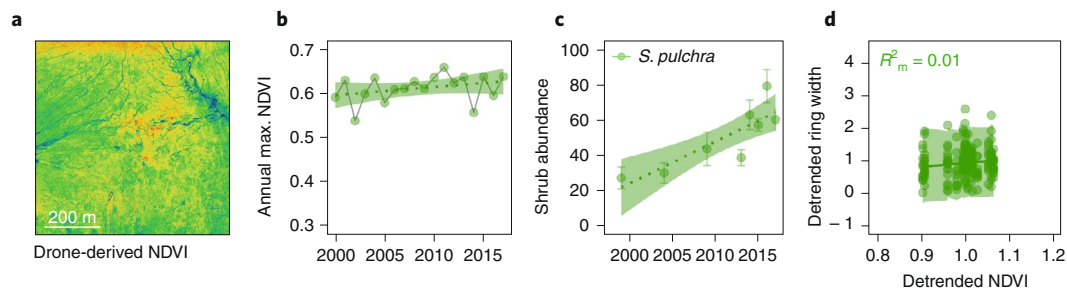 a
200 m
Drone-derived NDVI
b
Annual max. NDVI
0.7
0.6
0.5
0.4
0.3
2000 2005 2010 2015
c
Shrub abundance
100
80
60
40
20
0
S. pulchra
2000 2005 2010 2015
d
Detrended ring width
4
3
2
1
0
–1
R²m = 0.01
0.8 0.9 1.0 1.1 1.2
Detrended NDVI